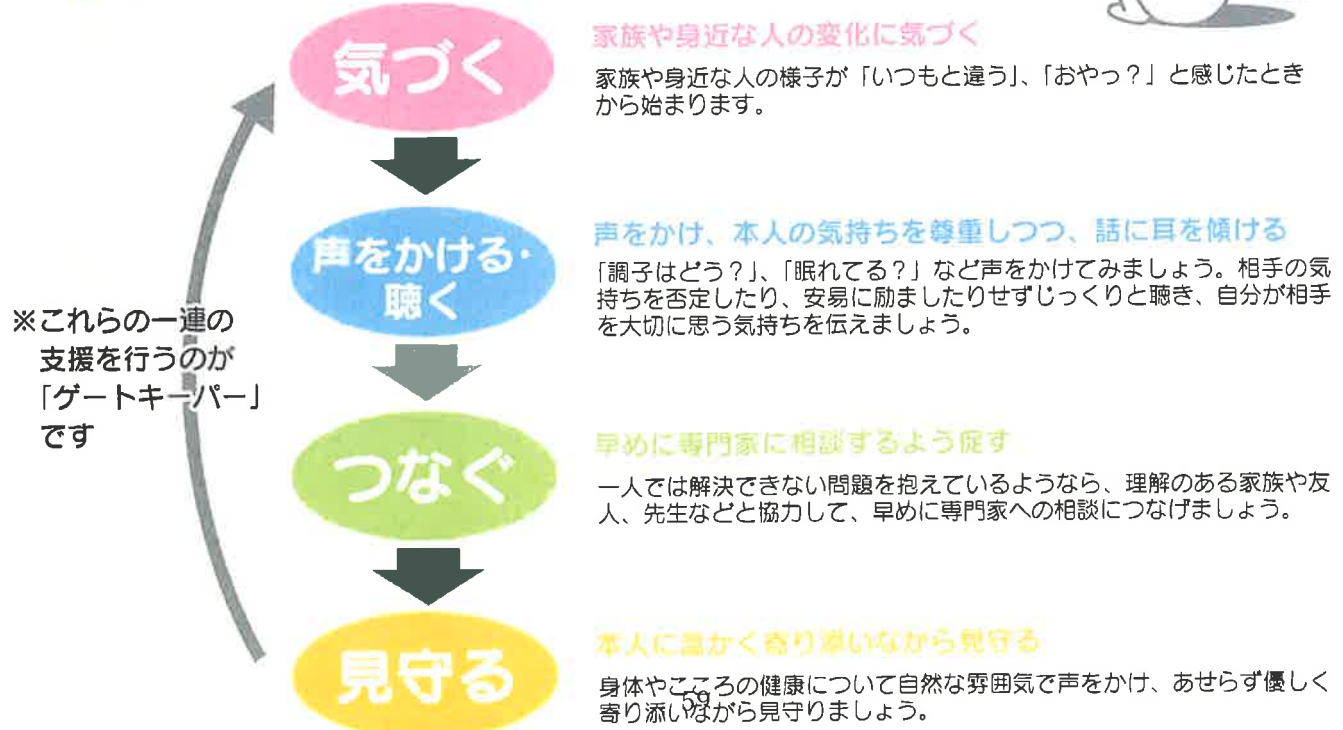 気づく
家族や身近な人の変化に気づく
家族や身近な人の様子が「いつもと違う」、「おやっ?」と感じたとき
から始まります。
声をかける・
聴く
声をかけ、本人の気持ちを尊重しつつ、話に耳を傾ける
「調子はどう?」、「眠れてる?」など声をかけてみましょう。相手の気
持ちを否定したり、安易に励ましたりせずじっくりと聴き、自分が相手
を大切に思う気持ちを伝えましょう。
※これらの一連の
支援を行うのが
「ゲートキーパー」
です
つなぐ
早めに専門家に相談するよう促す
一人では解決できない問題を抱えているようなら、理解のある家族や友
人、先生などと協力して、早めに専門家への相談につなげましょう。
見守る
本人に温かく寄り添いながら見守る
身体やこころの健康について自然な雰囲気で声をかけ、あせらず優しく
寄り添いながら見守りましょう。
59